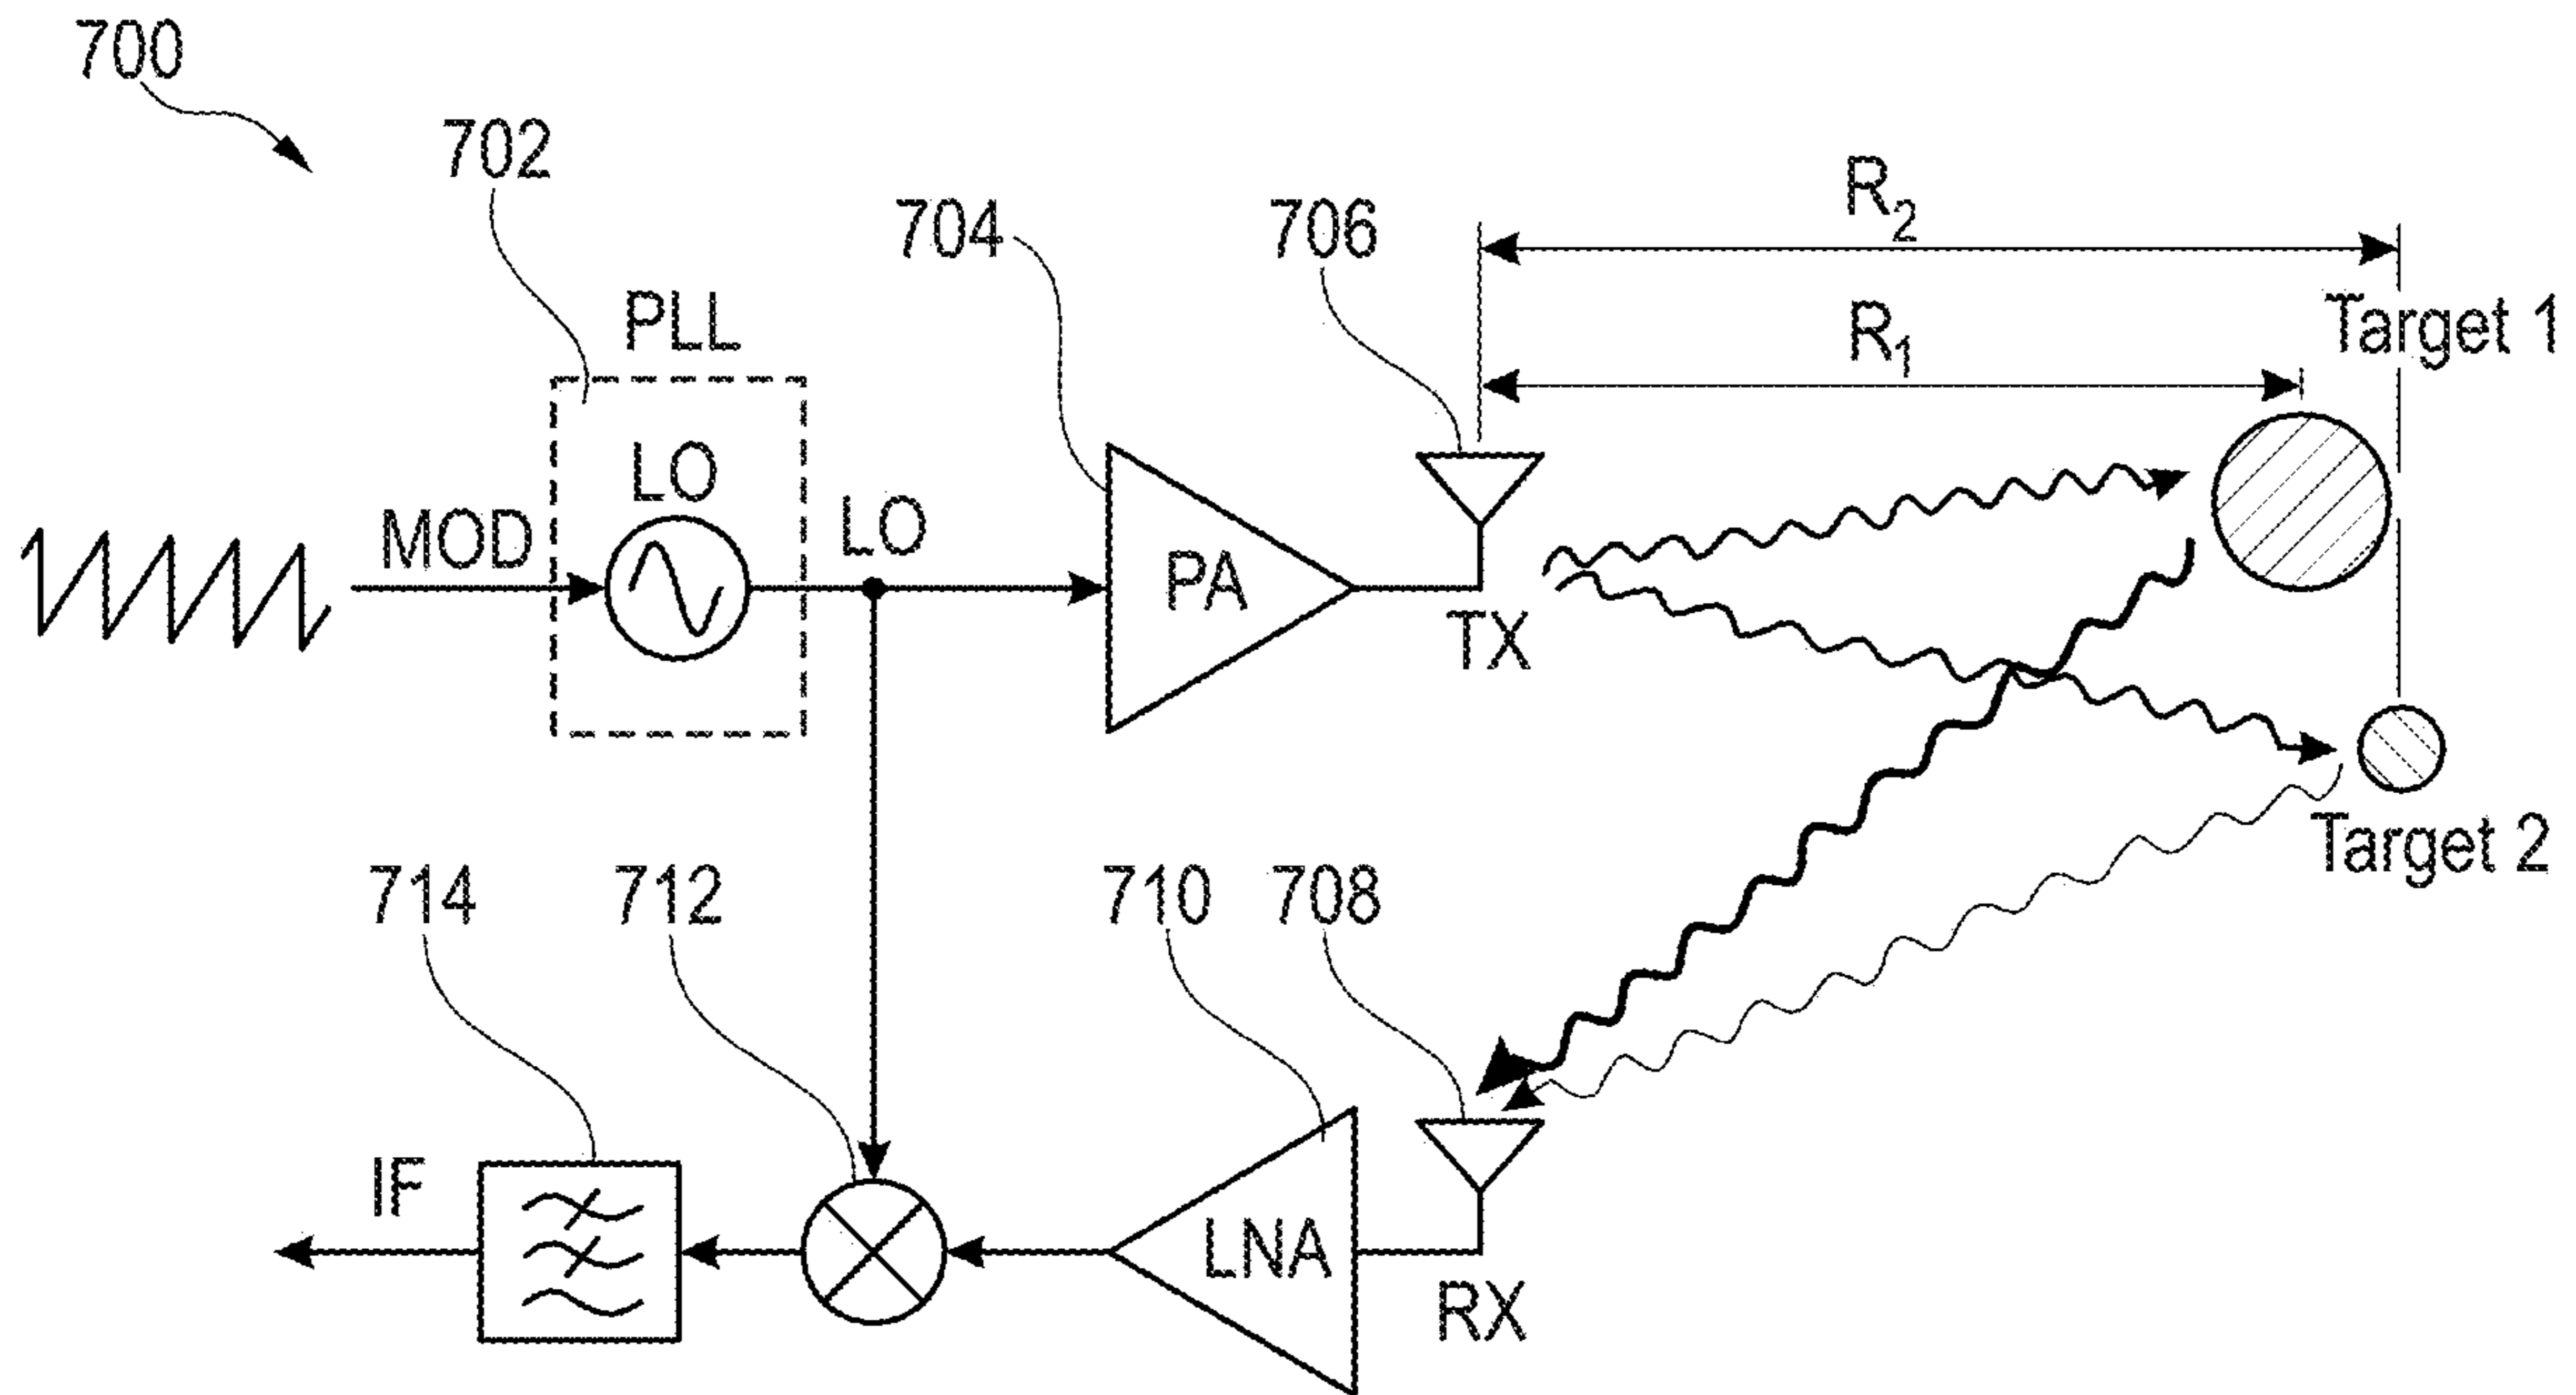 700
702
704
706
R2
PLL
R1
Target 1
LO
MOD
LO
PA
TX
Target 2
714
712
710
708
IF
LNA
RX